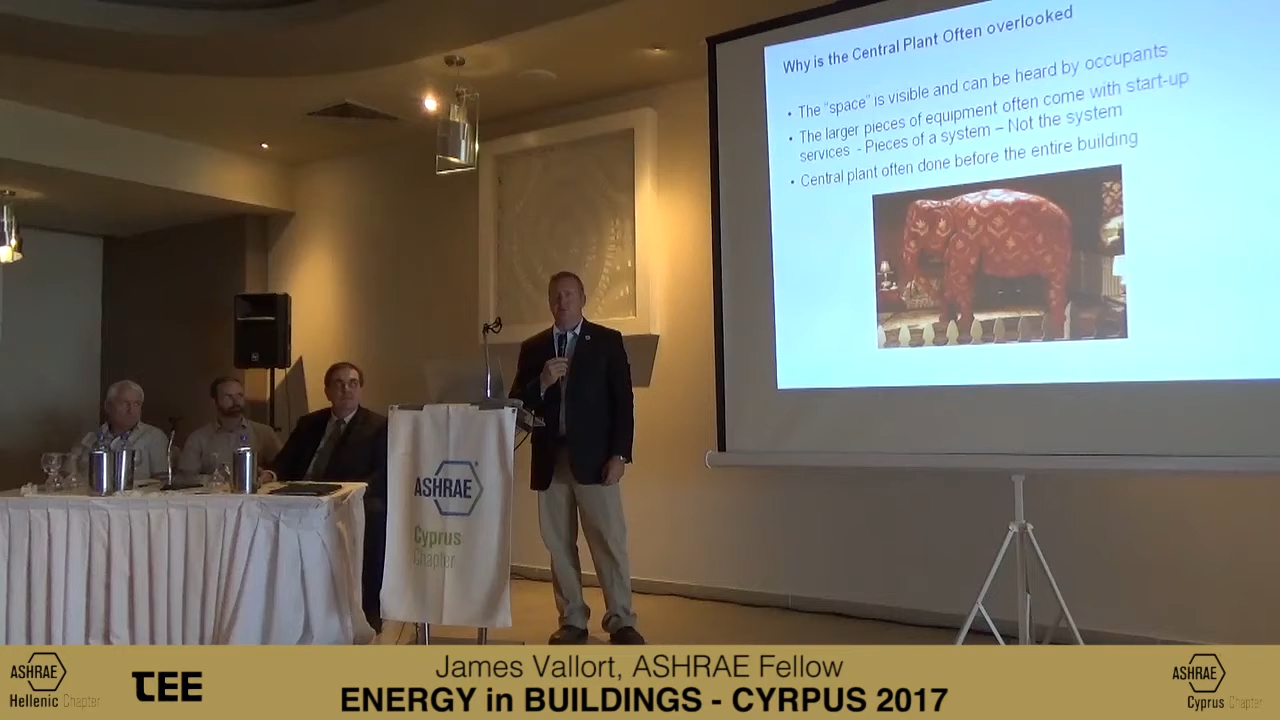 Why is the Central Plant Often overlooked
• The "space" is visible and can be heard by occupants
• The larger pieces of equipment often come with start-up
services - Pieces of a system – Not the system
• Central plant often done before the entire building
ASHRAE
Cyprus
Chapter
ASHRAE
Hellenic Chapter
TEE
James Vallort, ASHRAE Fellow
ENERGY in BUILDINGS - CYRPUS 2017
ASHRAE
Cyprus Chapter